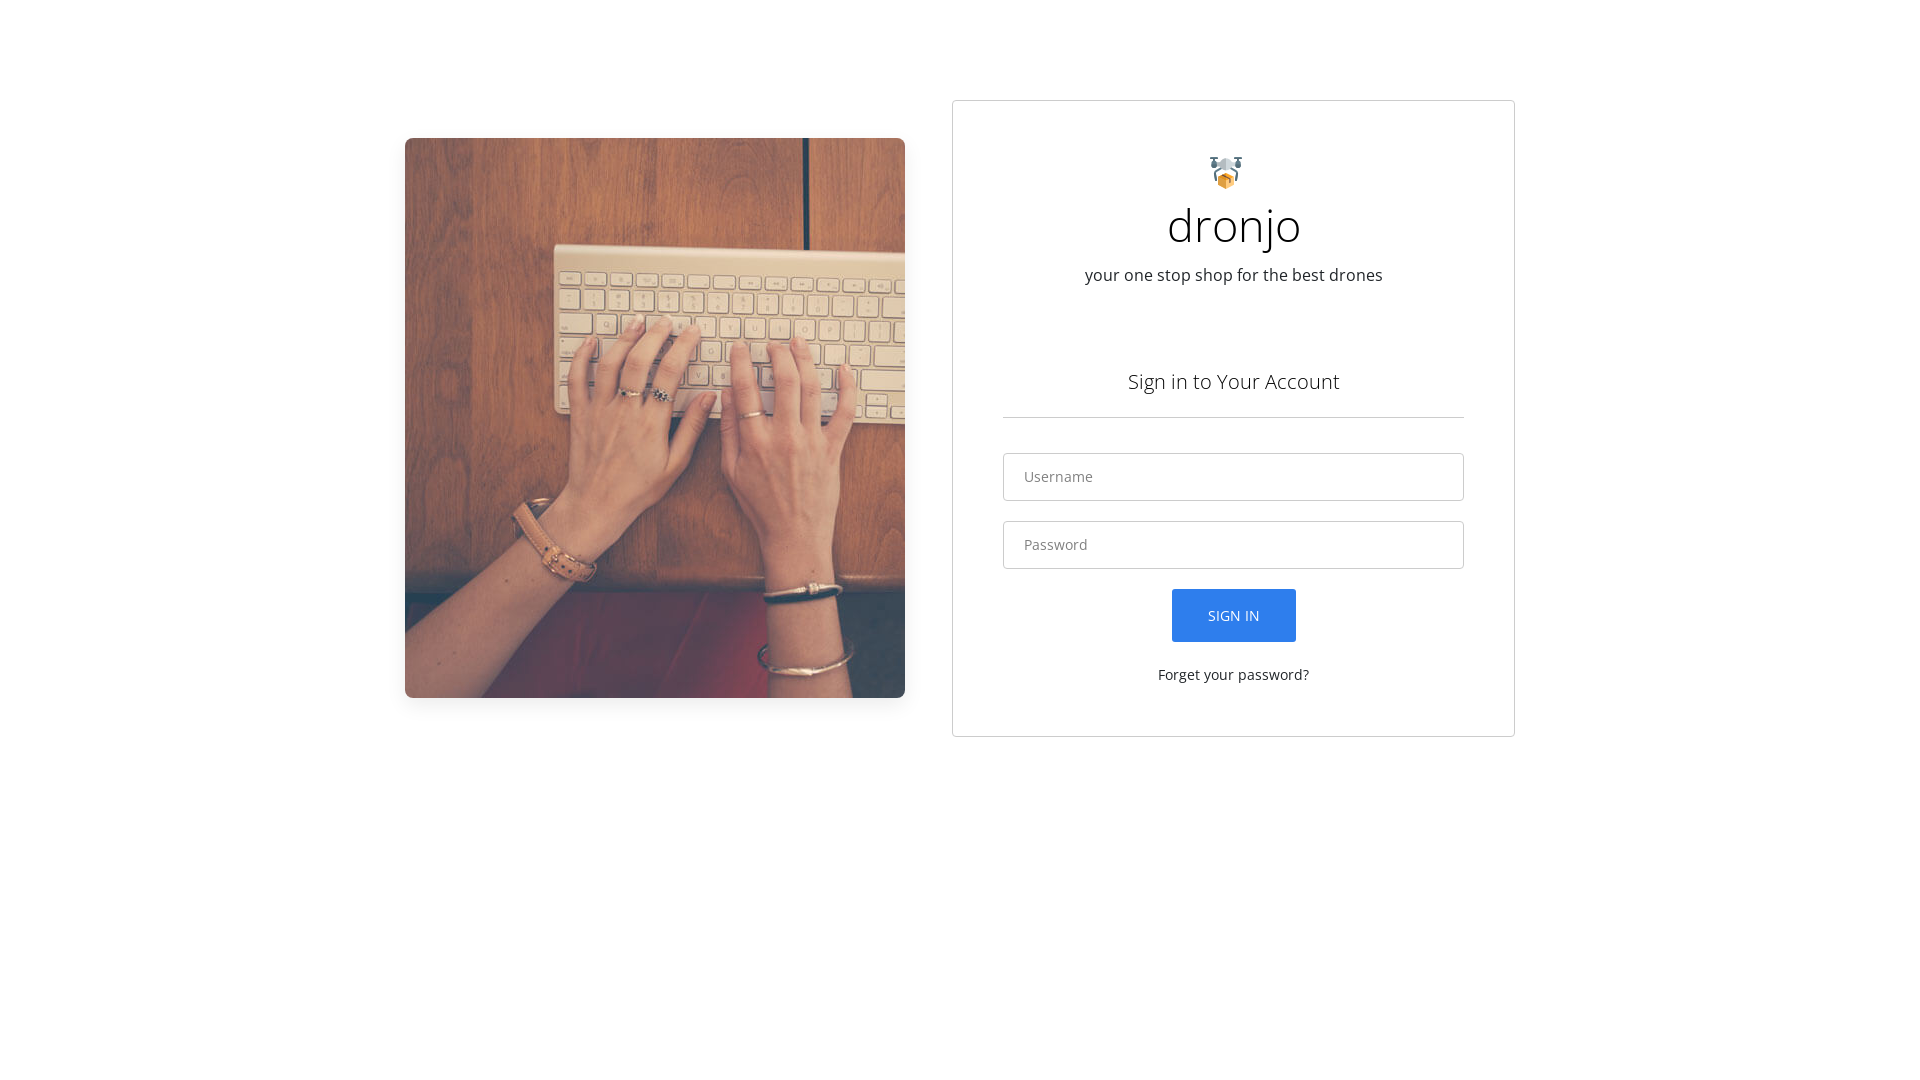 dronjo
your one stop shop for the best drones
Sign in to Your Account
Username
Password
SIGN IN
Forget your password?